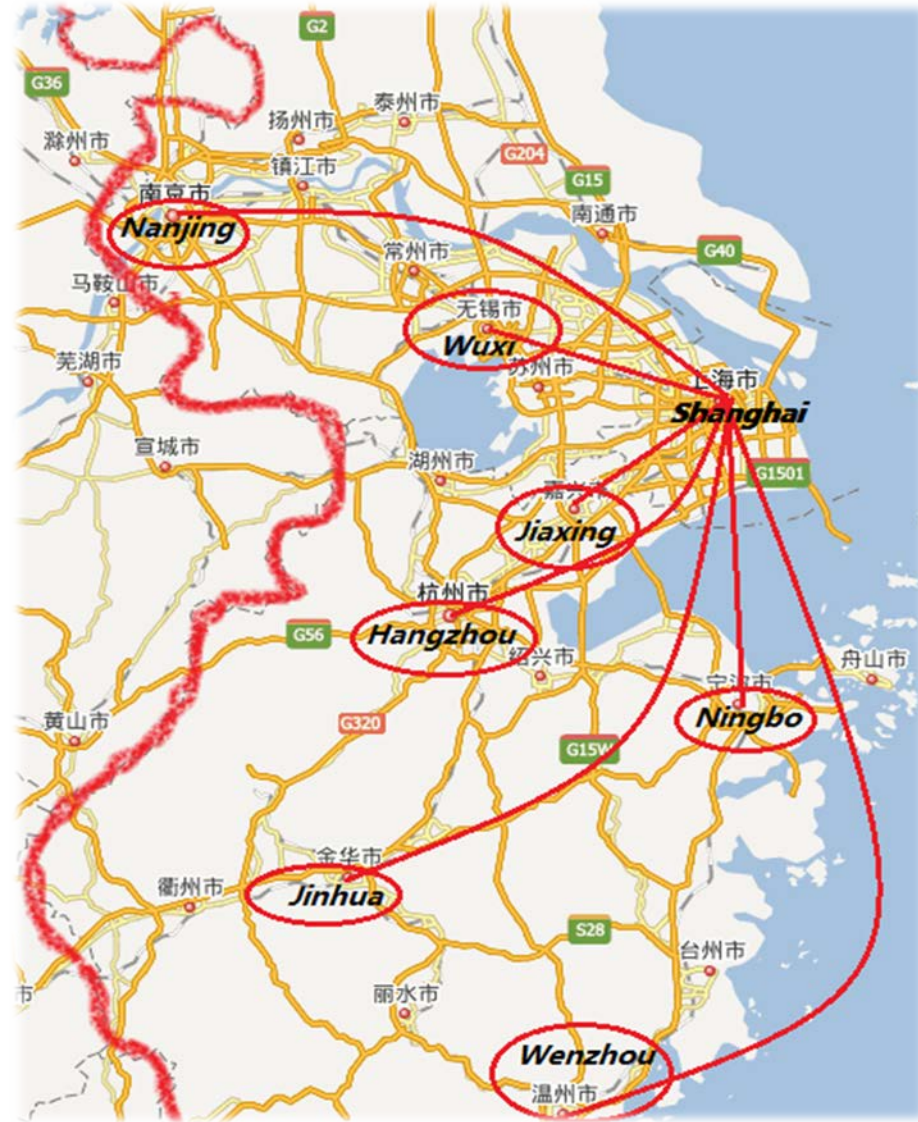 G2
G36
泰州市
扬州市
滁州市
G204
镇江市
G15
南京市
Nanjing
南通市
G40
常州市
马鞍山市
无锡市
Wuxi
芜湖市
苏州市
上海市
Shanghai
宣城市
湖州市
G1501
嘉兴市
Jiaxing
杭州市
Hangzhou
G56
绍兴市
舟山市
宁波市
Ningbo
黄山市
G320
G15W
金华市
Jinhua
衢州市
S28
台州市
丽水市
市
Wenzhou
温州市